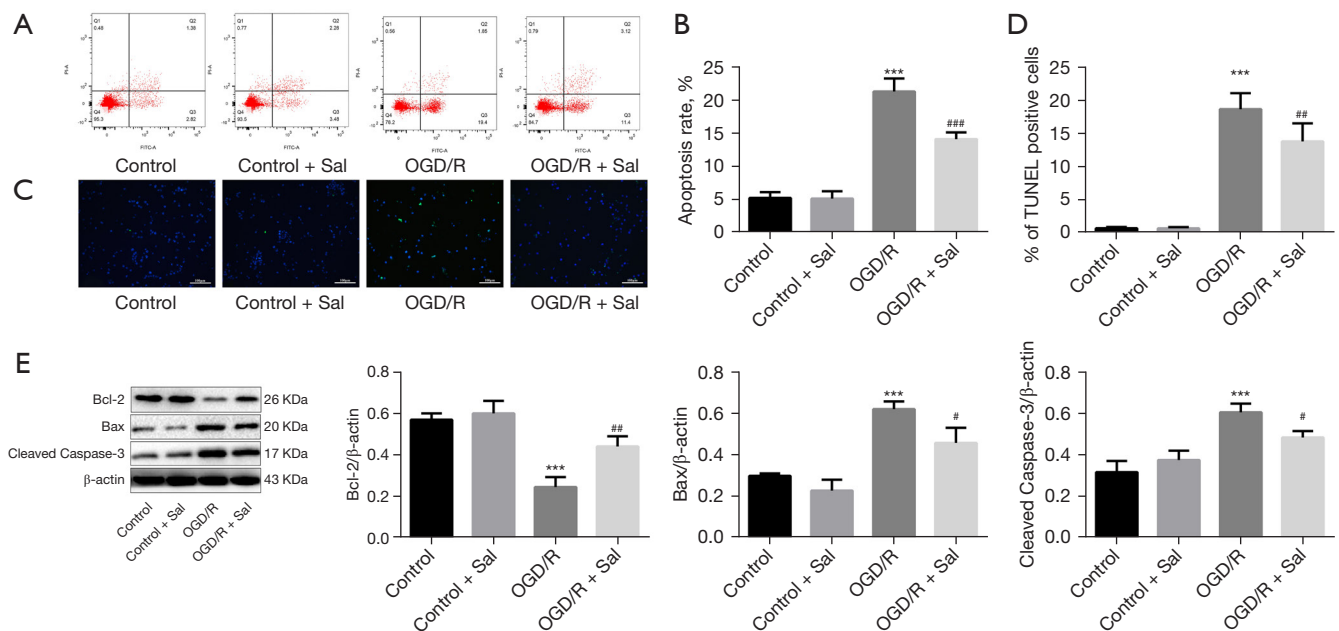 A
Q1
0.46
Q2
1.38
Q4
95.3
Q3
2.82
FITC-A
PI-A
Control
Q1
0.77
Q2
2.28
Q4
93.5
Q3
3.48
FITC-A
Control + Sal
Q1
0.56
Q2
1.85
Q4
78.2
Q3
19.4
FITC-A
OGD/R
Q1
0.79
Q2
3.12
Q4
84.7
Q3
11.4
FITC-A
OGD/R + Sal
B
Apoptosis rate, %
25
20
15
10
5
0
***
###
Control
Control + Sal
OGD/R
OGD/R + Sal
C
Control
Control + Sal
OGD/R
OGD/R + Sal
D
% of TUNEL positive cells
25
20
15
10
5
0
***
##
Control
Control + Sal
OGD/R
OGD/R + Sal
E
Bcl-2
26 KDa
Bax
20 KDa
Cleaved Caspase-3
17 KDa
β-actin
43 KDa
Control
Control + Sal
OGD/R
OGD/R + Sal
Bcl-2/β-actin
0.8
0.6
0.4
0.2
0.0
***
##
Control
Control + Sal
OGD/R
OGD/R + Sal
Bax/β-actin
0.8
0.6
0.4
0.2
0.0
***
#
Control
Control + Sal
OGD/R
OGD/R + Sal
Cleaved Caspase-3/β-actin
0.8
0.6
0.4
0.2
0.0
***
#
Control
Control + Sal
OGD/R
OGD/R + Sal